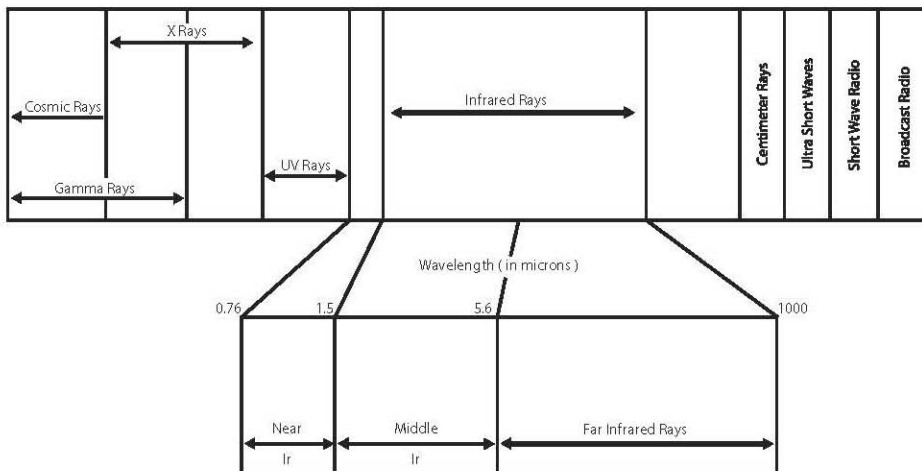 X Rays
Cosmic Rays
Infrared Rays
UV Rays
Gamma Rays
Centimeter Rays
Ultra Short Waves
Short Wave Radio
Broadcast Radio
Wavelength ( in microns )
0.76
1.5
5.6
1000
Near
Ir
Middle
Ir
Far Infrared Rays